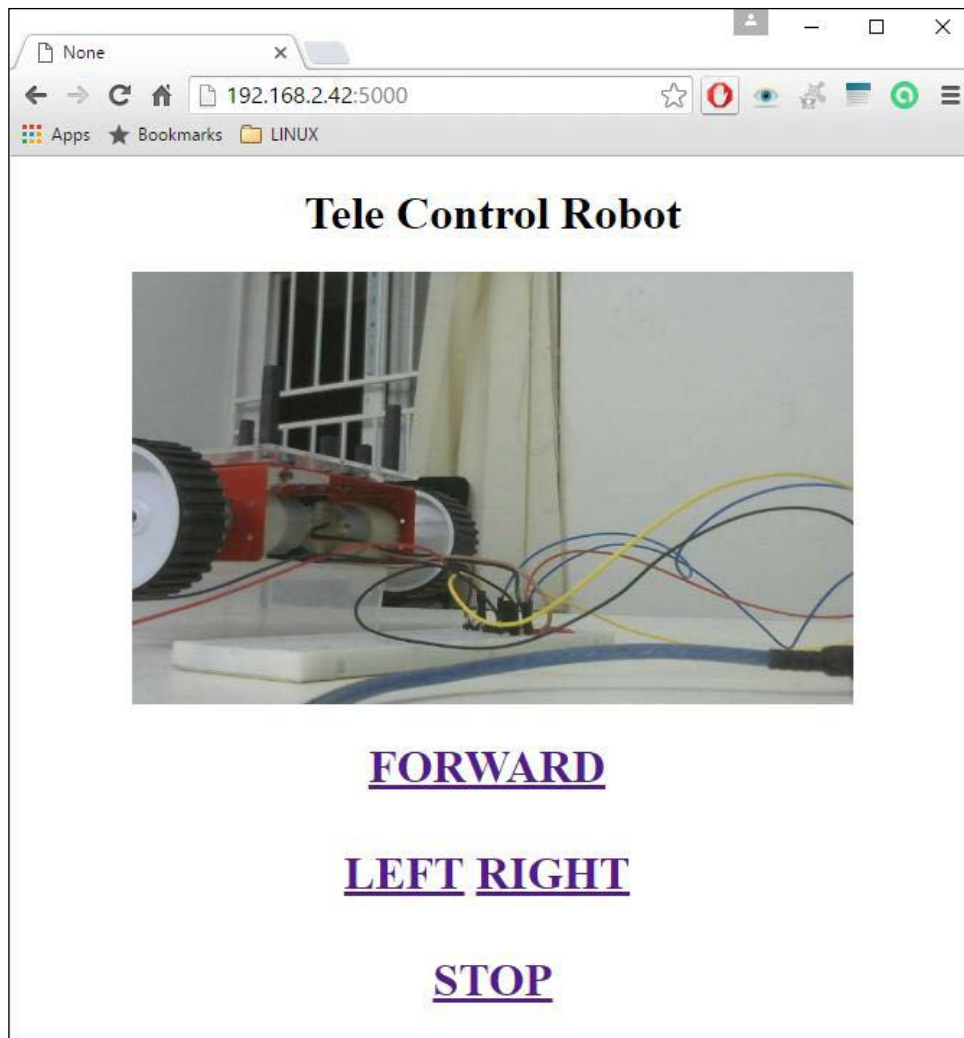 None
192.168.2.42:5000
Apps Bookmarks LINUX
Tele Control Robot
FORWARD
LEFT RIGHT
STOP